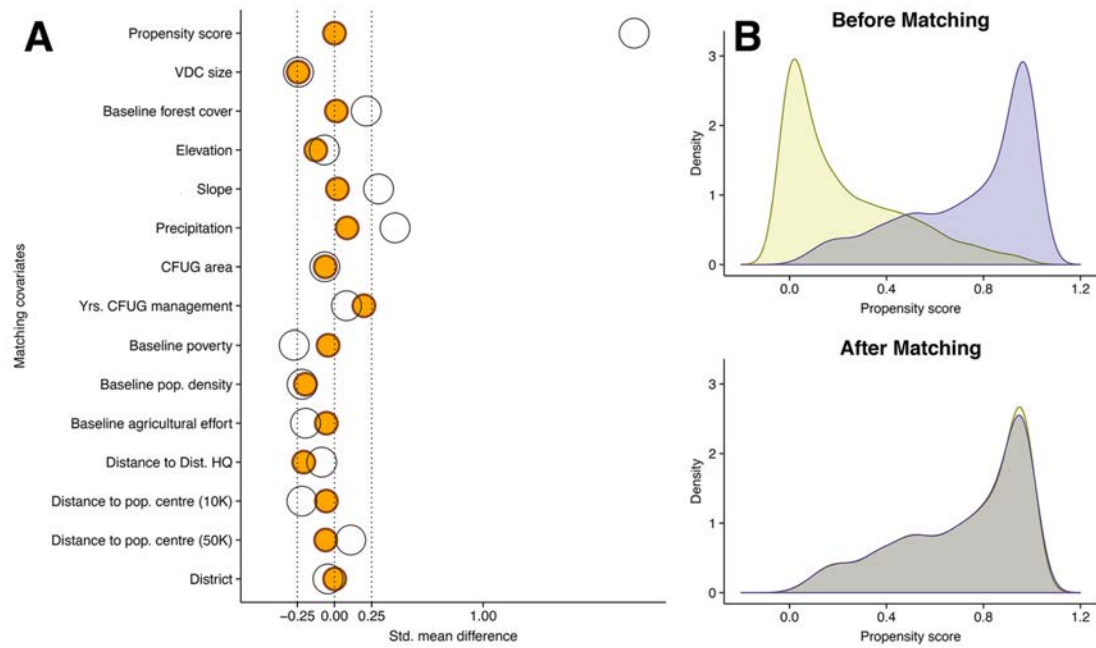 A
Matching covariates
Propensity score
VDC size
Baseline forest cover
Elevation
Slope
Precipitation
CFUG area
Yrs. CFUG management
Baseline poverty
Baseline pop. density
Baseline agricultural effort
Distance to Dist. HQ
Distance to pop. centre (10K)
Distance to pop. centre (50K)
District
−0.25 0.00 0.25 1.00
Std. mean difference
B
Before Matching
Density
3
2
1
0
0.0 0.4 0.8 1.2
Propensity score
After Matching
Density
3
2
1
0
0.0 0.4 0.8 1.2
Propensity score